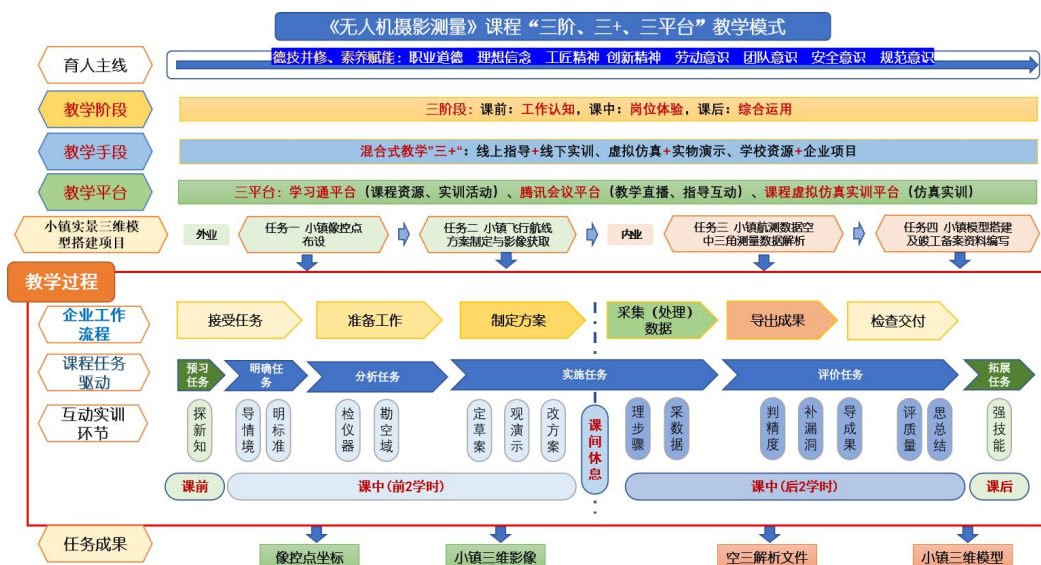 《无人机摄影测量》课程“三阶、三+、三平台”教学模式
育人主线
德技并修、素养赋能：职业道德 理想信念 工匠精神 创新精神 劳动意识 团队意识 安全意识 规范意识
教学阶段
三阶段：课前：工作认知，课中：岗位体验，课后：综合运用
教学手段
混合式教学”三+“：线上指导+线下实训、虚拟仿真+实物演示、学校资源+企业项目
教学平台
三平台：学习通平台（课程资源、实训活动）、腾讯会议平台（教学直播、指导互动）、课程虚拟仿真实训平台（仿真实训）
小镇实景三维模
型搭建项目
外业
任务一 小镇像控点
布设
任务二 小镇飞行航线
方案制定与影像获取
内业
任务三 小镇航测数据空
中三角测量数据解析
任务四 小镇模型搭建
及竣工备案资料编写
教学过程
企业工作
流程
接受任务
准备工作
制定方案
采集（处理）
数据
导出成果
检查交付
课程任务
驱动
预习
任务
明确任
务
分析任务
实施任务
评价任务
拓展
任务
互动实训
环节
探新知
导情境
明标准
检仪器
勘空域
定草案
观演示
改方案
课间休息
理步骤
采数据
判精度
补漏洞
导成果
评质量
思总结
强技能
课前
课中(前2学时)
课中(后2学时)
课后
任务成果
像控点坐标
小镇三维影像
空三解析文件
小镇三维模型